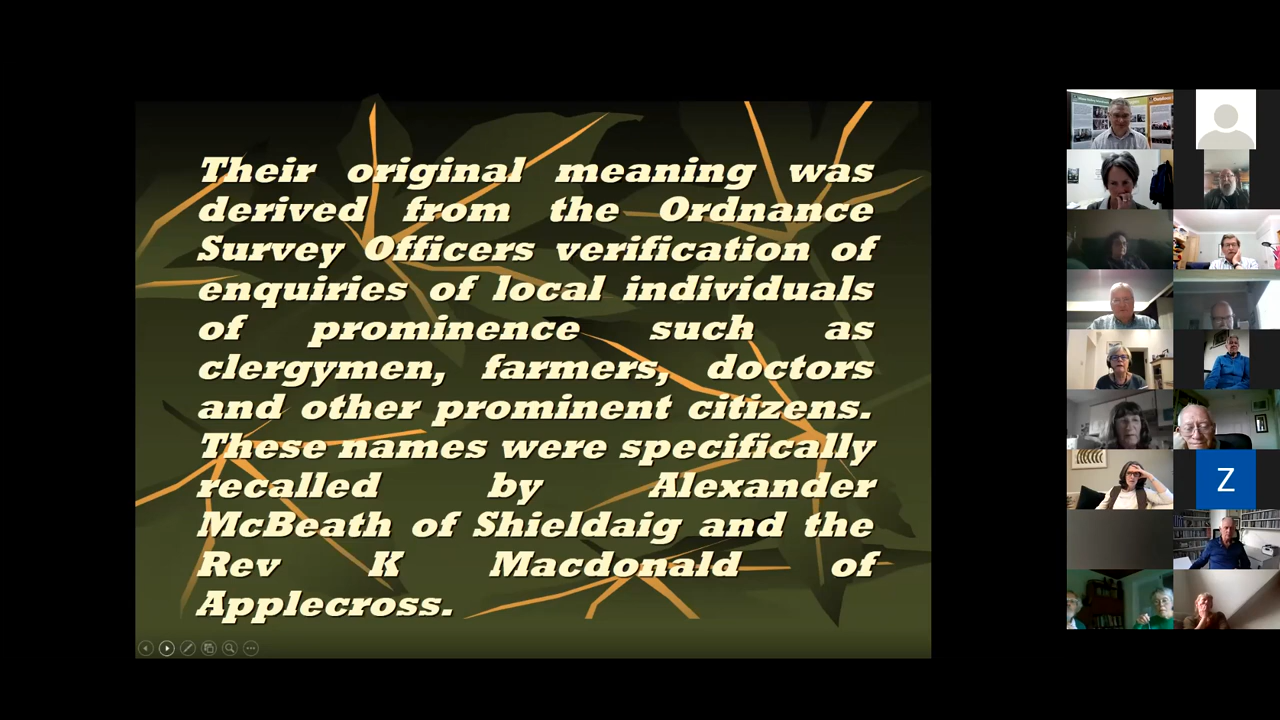 Their original meaning was
derived from the Ordnance
Survey Officers verification of
enquiries of local individuals
of prominence such as
clergymen, farmers, doctors
and other prominent citizens.
These names were specifically
recalled by Alexander
McBeath of Shieldaig and the
Rev K Macdonald of
Applecross.
Z